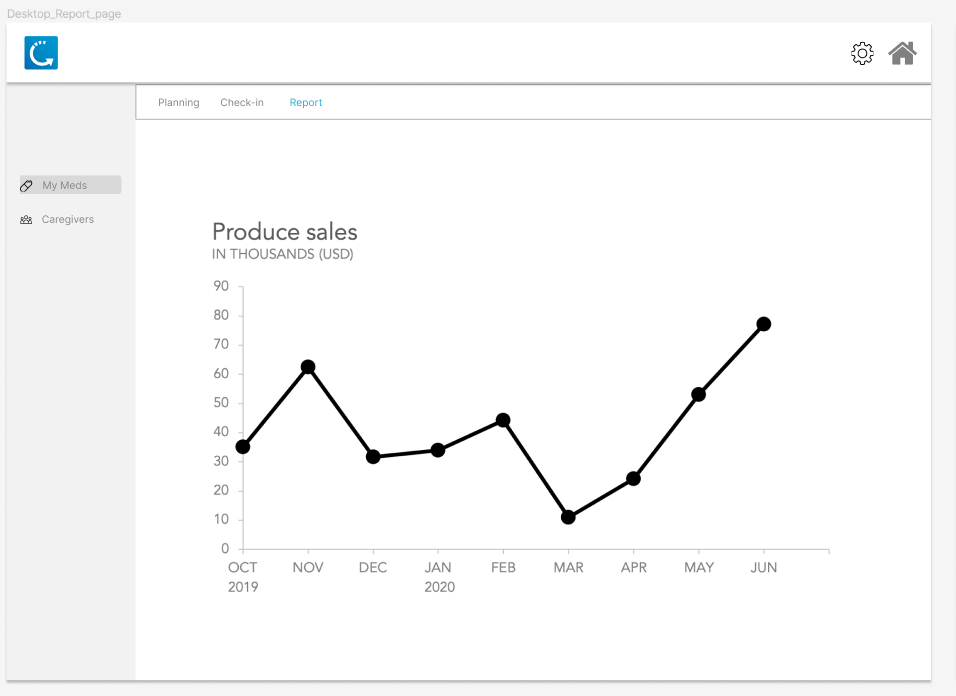 Desktop_Report_page
Planning Check-in Report
My Meds
Caregivers
Produce sales
IN THOUSANDS (USD)
90
80
70
60
50
40
30
20
10
0
OCT NOV DEC JAN FEB MAR APR MAY JUN
2019 2020